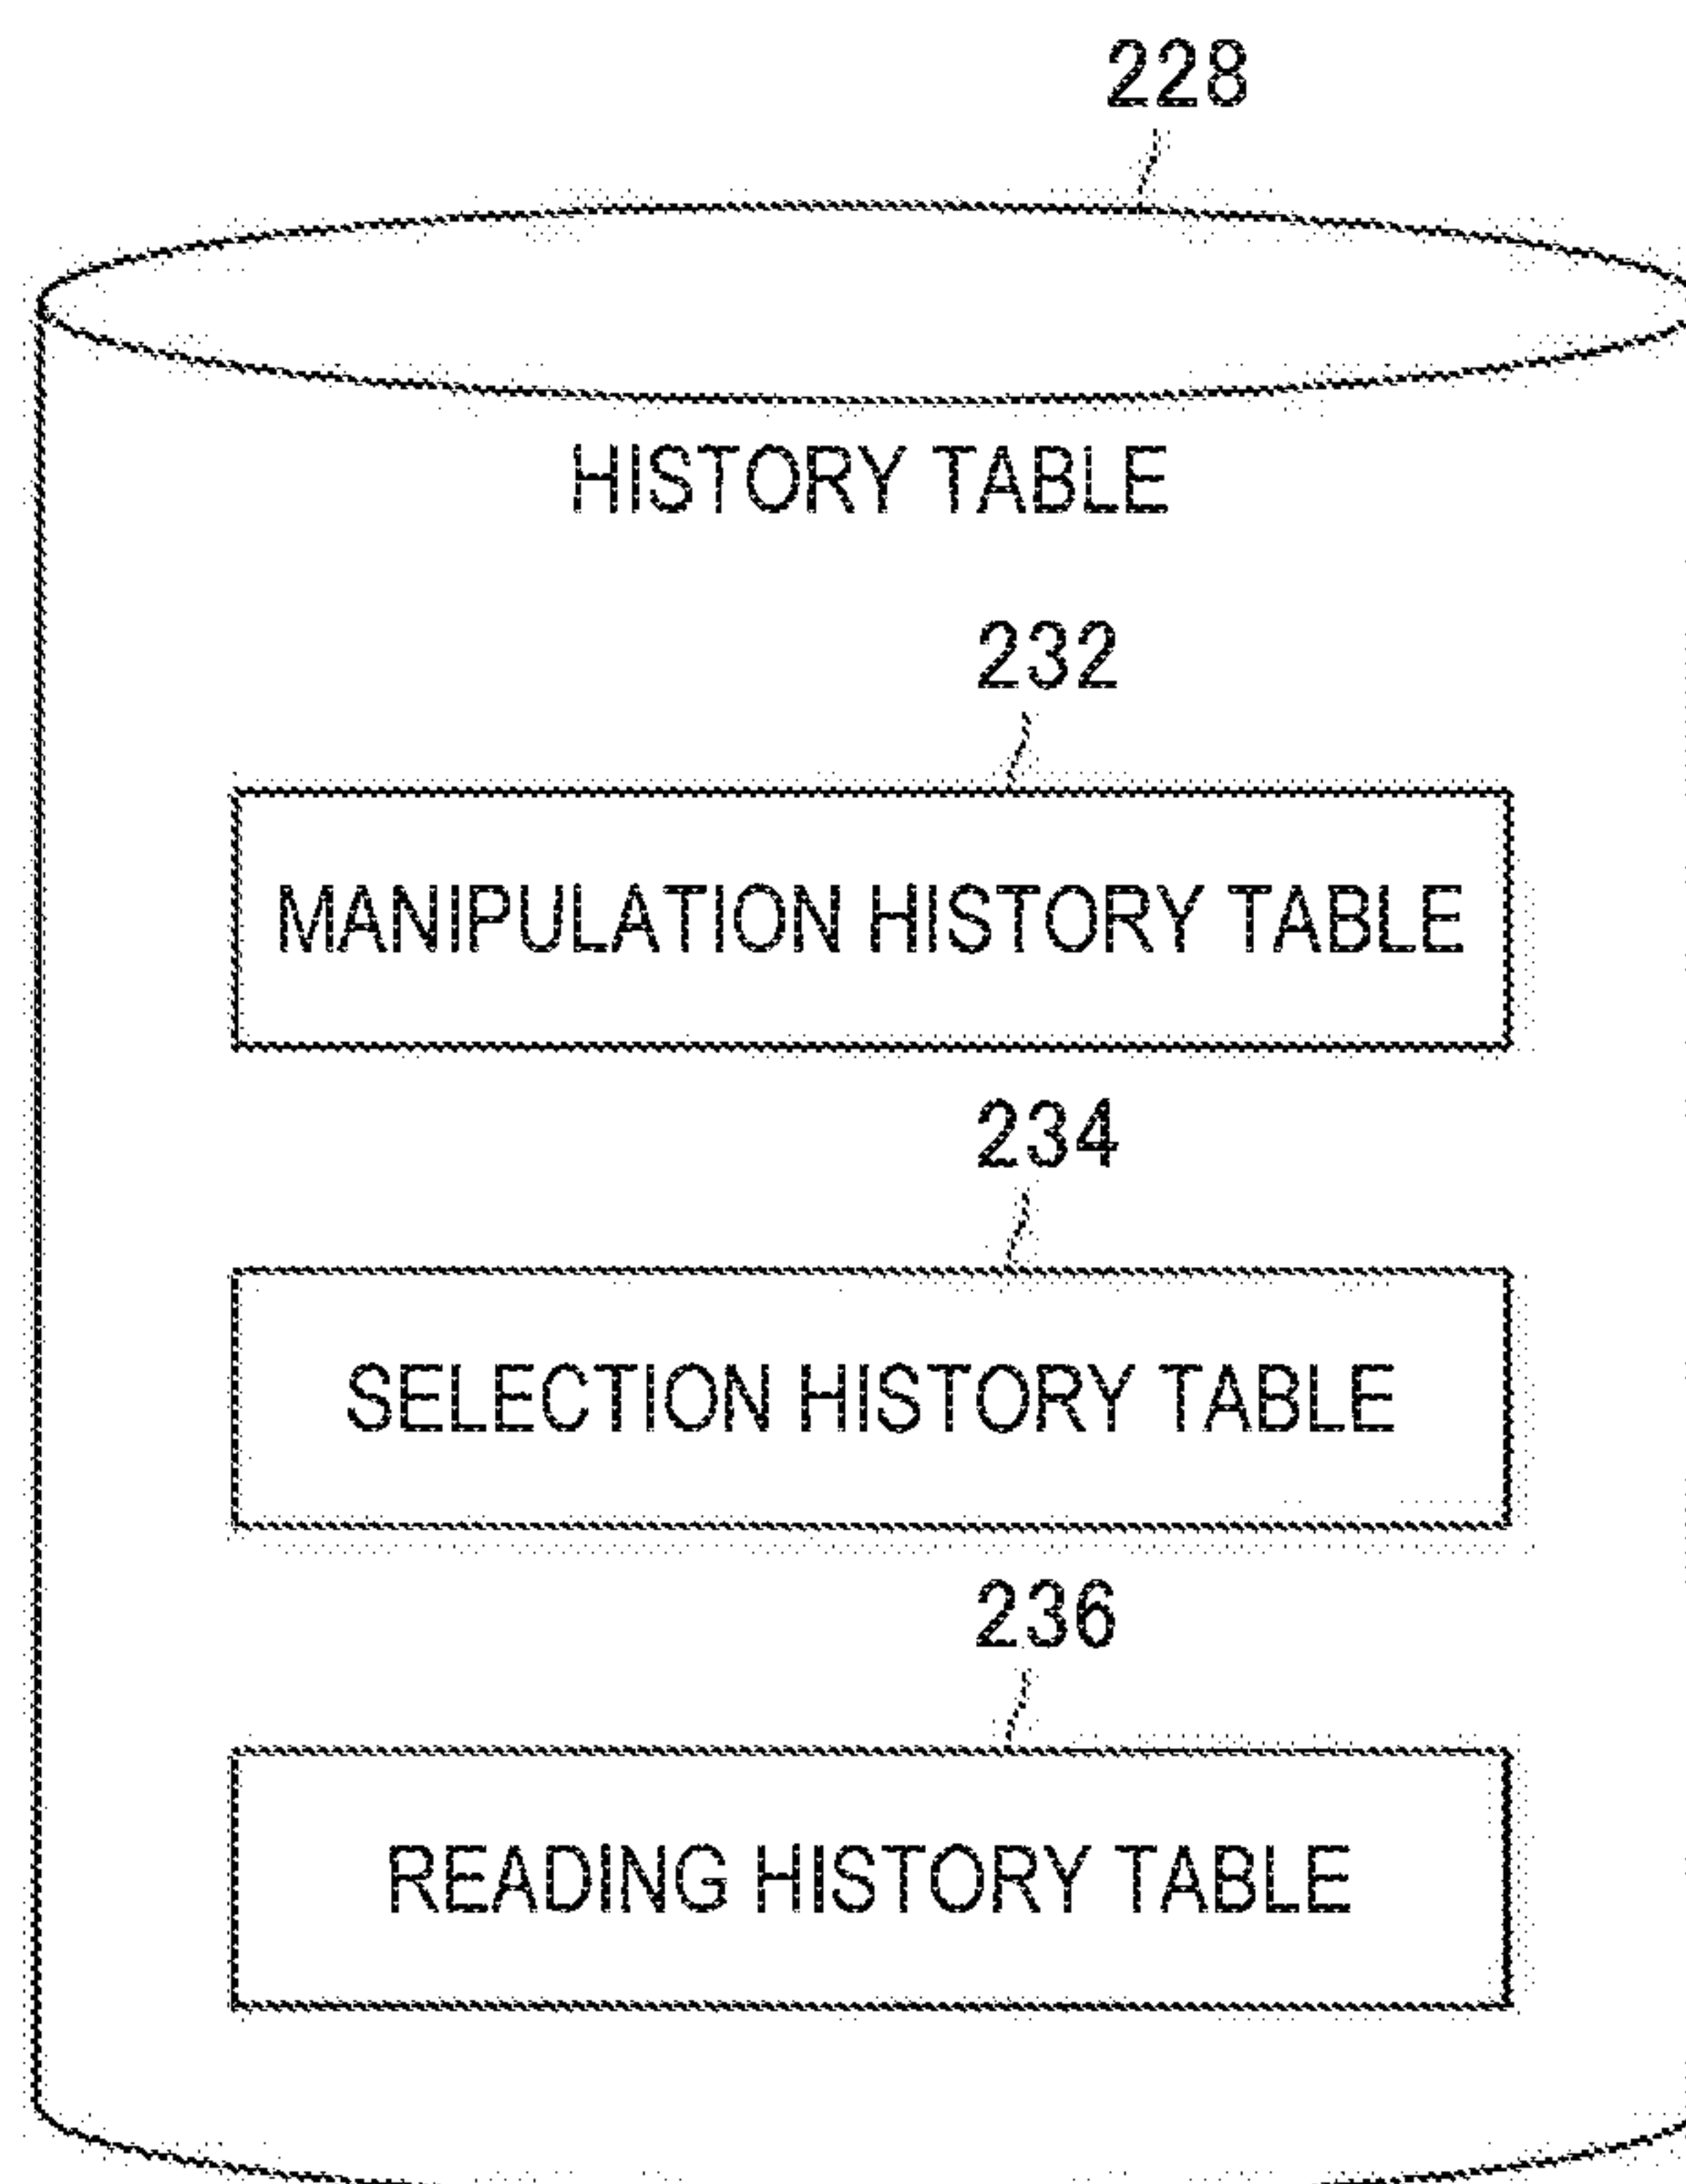 228
HISTORY TABLE
232
MANIPULATION HISTORY TABLE
234
SELECTION HISTORY TABLE
236
READING HISTORY TABLE